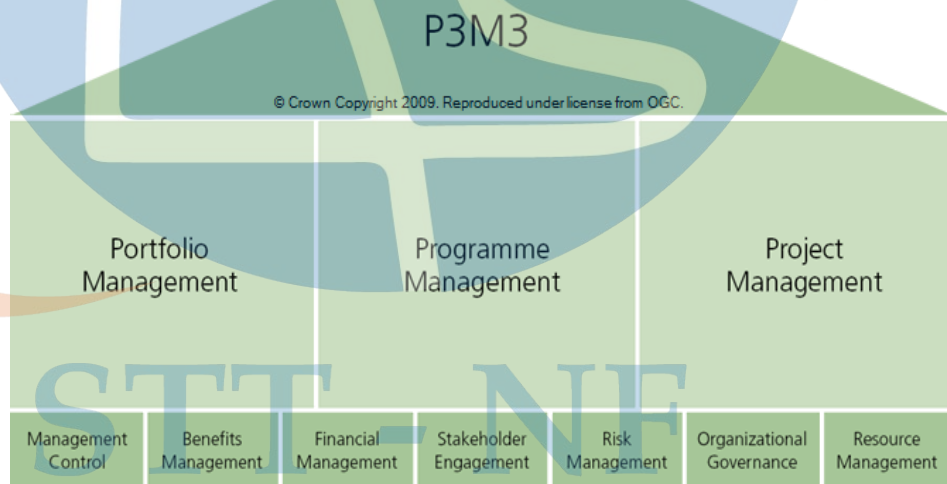 P3M3
© Crown Copyright 2009. Reproduced under license from OGC.
Portfolio
Management
Programme
Management
Project
Management
STT - NF
Management
Control
Benefits
Management
Financial
Management
Stakeholder
Engagement
Risk
Management
Organizational
Governance
Resource
Management